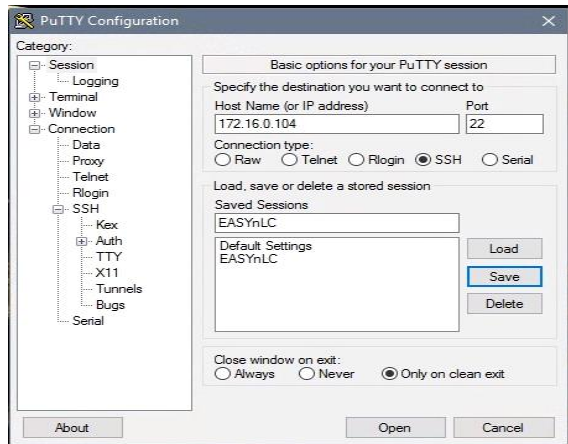 PuTTY Configuration
Category:
Session
Logging
Terminal
Window
Connection
Data
Proxy
Telnet
Rlogin
SSH
Kex
Auth
TTY
X11
Tunnels
Bugs
Serial
Basic options for your PuTTY session
Specify the destination you want to connect to
Host Name (or IP address) Port
172.16.0.104 22
Connection type:
Raw Telnet Rlogin SSH Serial
Load, save or delete a stored session
Saved Sessions
EASYnLC
Default Settings
EASYnLC
Load
Save
Delete
Close window on exit:
Always Never Only on clean exit
About Open Cancel